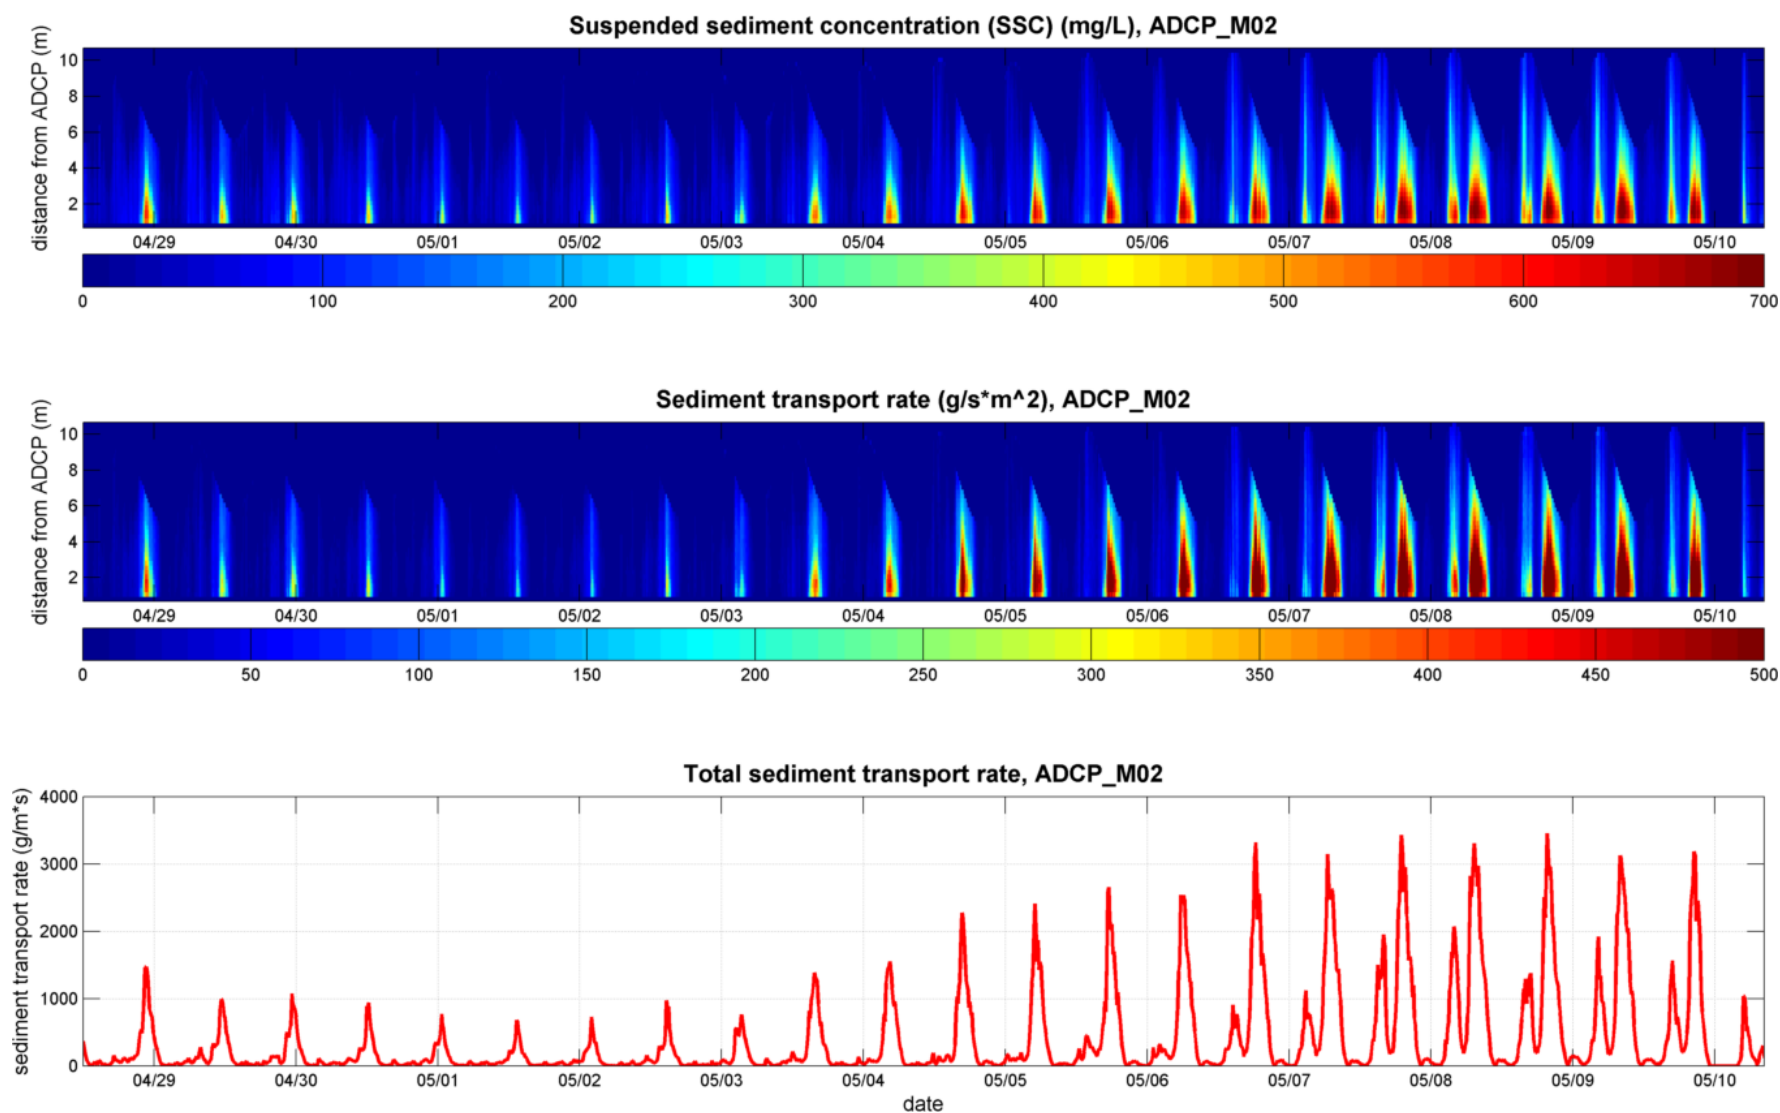 Suspended sediment concentration (SSC) (mg/L), ADCP_M02
distance from ADCP (m)
10
8
6
4
2
04/29 04/30 05/01 05/02 05/03 05/04 05/05 05/06 05/07 05/08 05/09 05/10
0 100 200 300 400 500 600 700
Sediment transport rate (g/s*m^2), ADCP_M02
distance from ADCP (m)
10
8
6
4
2
04/29 04/30 05/01 05/02 05/03 05/04 05/05 05/06 05/07 05/08 05/09 05/10
0 50 100 150 200 250 300 350 400 450 500
Total sediment transport rate, ADCP_M02
sediment transport rate (g/m*s)
4000
3000
2000
1000
0
04/29 04/30 05/01 05/02 05/03 05/04 05/05 05/06 05/07 05/08 05/09 05/10
date